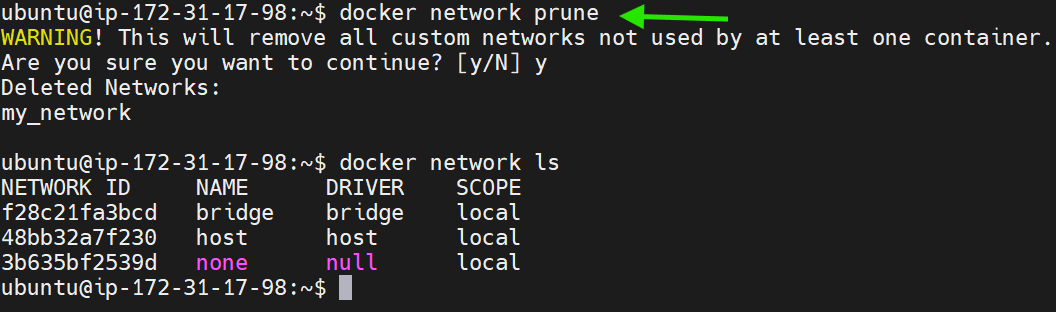 ubuntu@ip-172-31-17-98:~$ docker network prune
WARNING! This will remove all custom networks not used by at least one container.
Are you sure you want to continue? [y/N] y
Deleted Networks:
my_network
ubuntu@ip-172-31-17-98:~$ docker network ls
NETWORK ID     NAME      DRIVER    SCOPE
f28c21fa3bcd   bridge    bridge    local
48bb32a7f230   host      host      local
3b635bf2539d   none      null      local
ubuntu@ip-172-31-17-98:~$